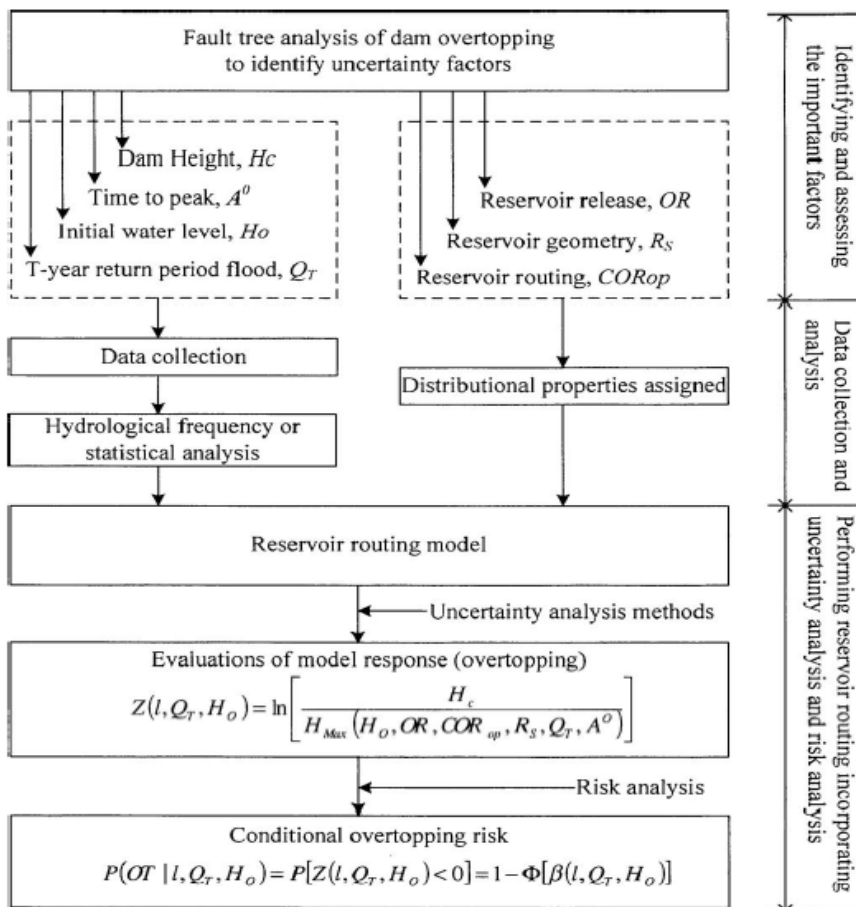 Fault tree analysis of dam overtopping
to identify uncertainty factors
Dam Height, Hc
Time to peak, A⁰
Initial water level, Ho
T-year return period flood, Q_T
Reservoir release, OR
Reservoir geometry, R_S
Reservoir routing, CORop
Data collection
Hydrological frequency or
statistical analysis
Distributional properties assigned
Reservoir routing model
Uncertainty analysis methods
Evaluations of model response (overtopping)
Z(l, Q_T, H_O) = ln[H_c / H_Max(H_O, OR, COR_op, R_S, Q_T, A^O)]
Risk analysis
Conditional overtopping risk
P(OT | l, Q_T, H_O) = P[Z(l, Q_T, H_O) < 0] = 1 − Φ[β(l, Q_T, H_O)]
Identifying and assessing
the important factors
Data collection and
analysis
Performing reservoir routing incorporating
uncertainty analysis and risk analysis